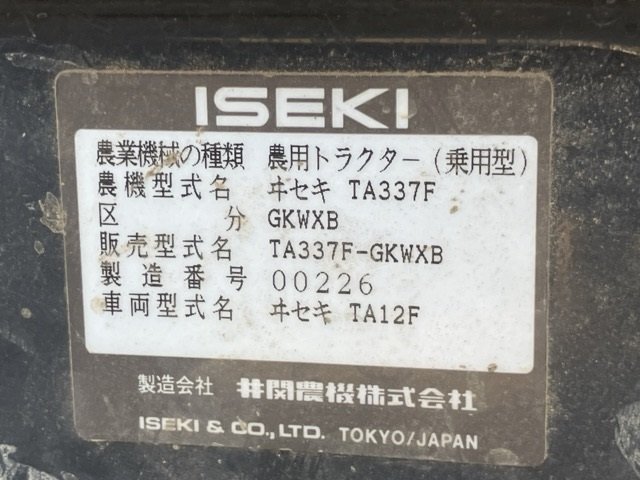 ISEKI
農業機械の種類 農用トラクター(乗用型)
農機型式名 ヰセキ TA337F
区分 GKWXB
販売型式名 TA337F-GKWXB
製造番号 00226
車両型式名 ヰセキ TA12F
製造会社 井関農機株式会社
ISEKI & CO.,LTD. TOKYO/JAPAN